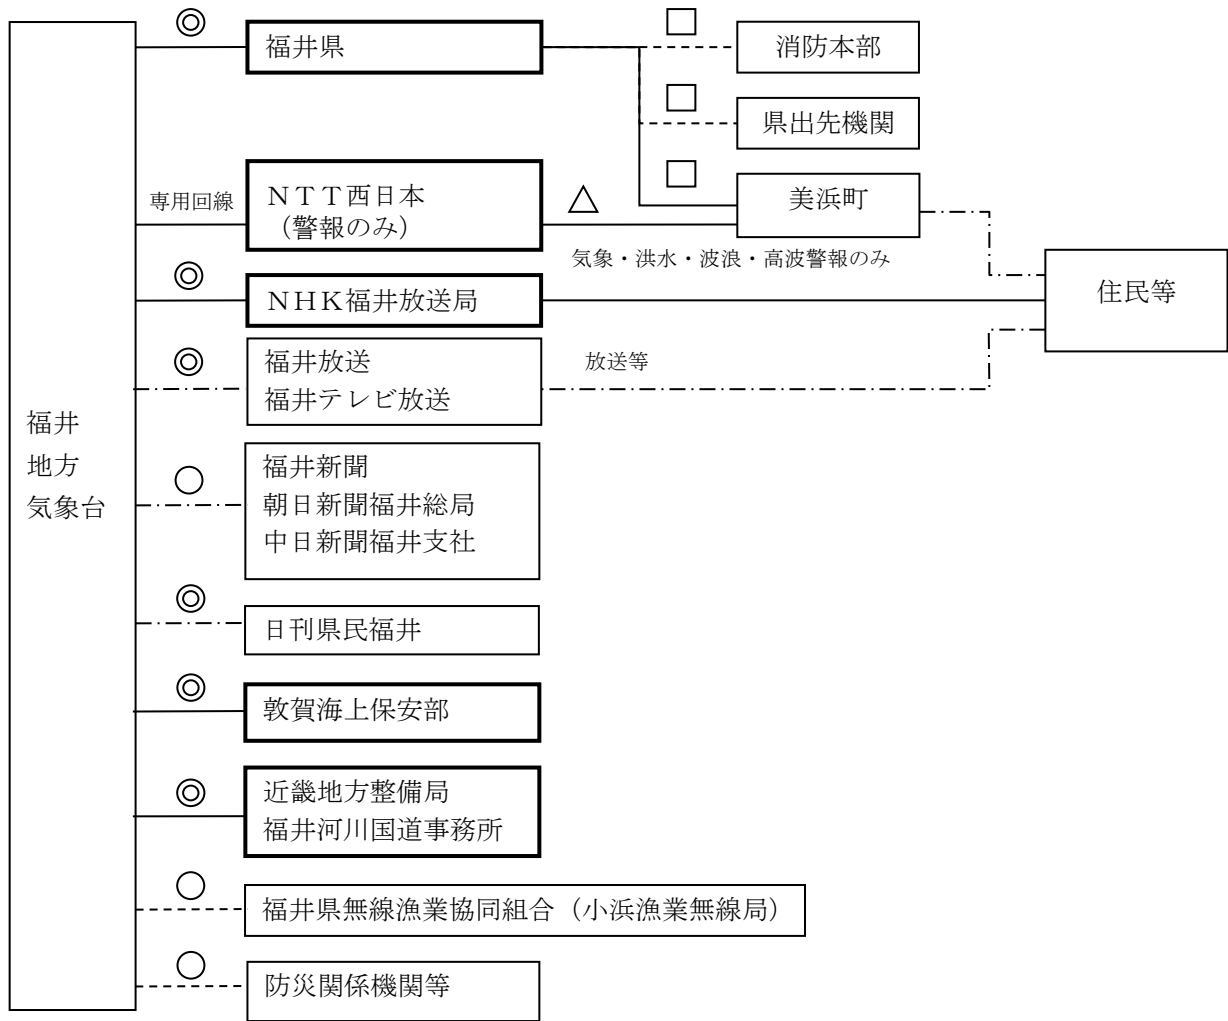 福井
地方
気象台
福井県
消防本部
県出先機関
専用回線
ＮＴＴ西日本
（警報のみ）
美浜町
気象・洪水・波浪・高波警報のみ
ＮＨＫ福井放送局
住民等
福井放送
福井テレビ放送
放送等
福井新聞
朝日新聞福井総局
中日新聞福井支社
日刊県民福井
敦賀海上保安部
近畿地方整備局
福井河川国道事務所
福井県無線漁業協同組合（小浜漁業無線局）
防災関係機関等